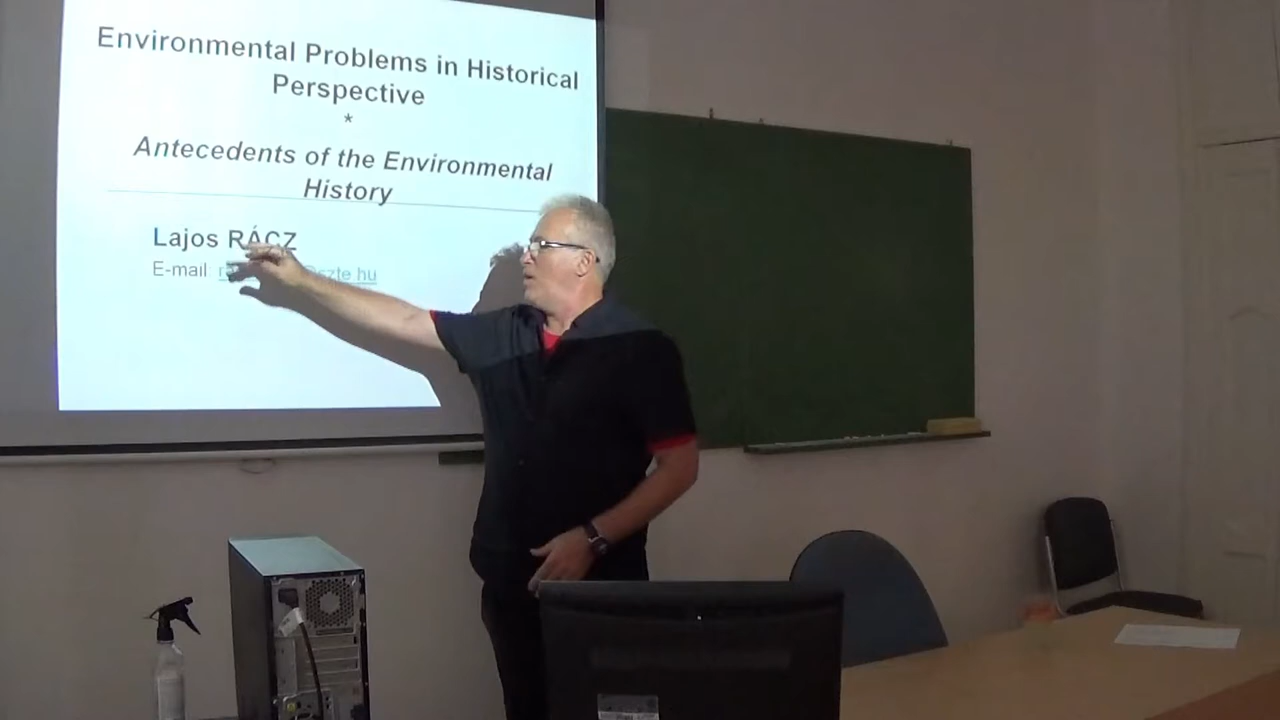 Environmental Problems in Historical
Perspective
*
Antecedents of the Environmental
History
Lajos RÁCZ
E-mail: